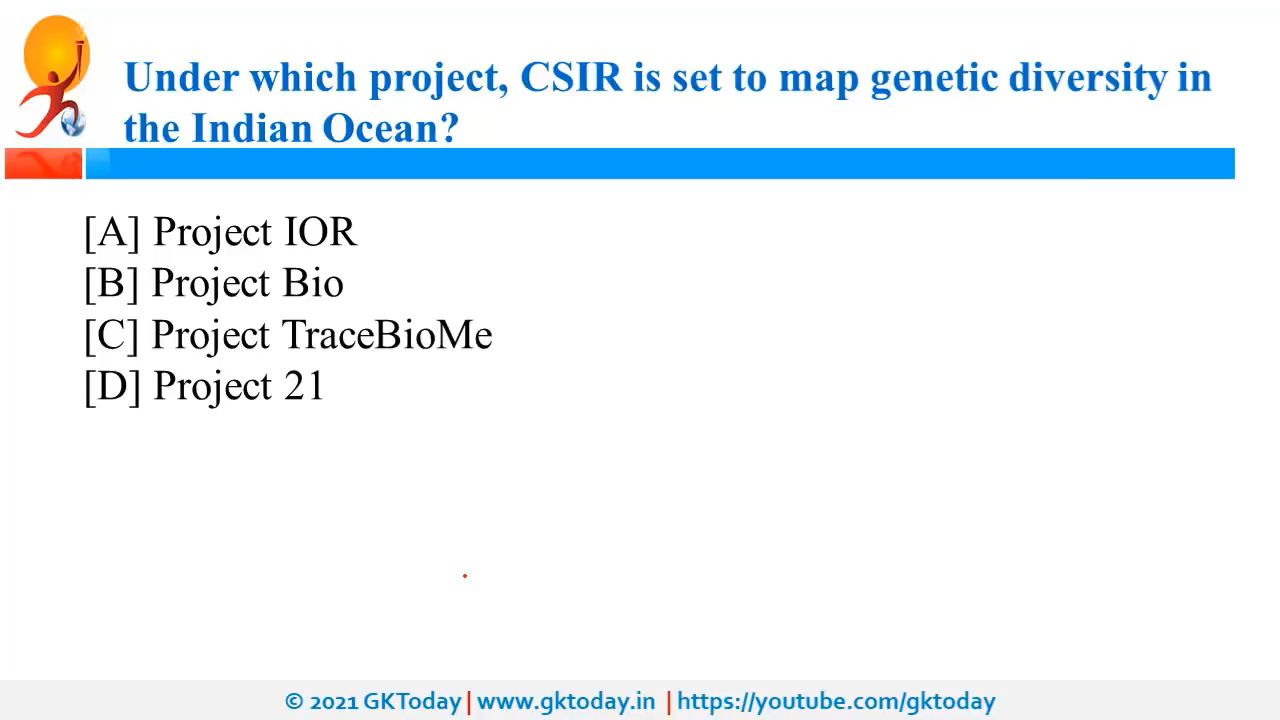 Under which project, CSIR is set to map genetic diversity in
the Indian Ocean?
[A] Project IOR
[B] Project Bio
[C] Project TraceBioMe
[D] Project 21
© 2021 GKToday | www.gktoday.in | https://youtube.com/gktoday